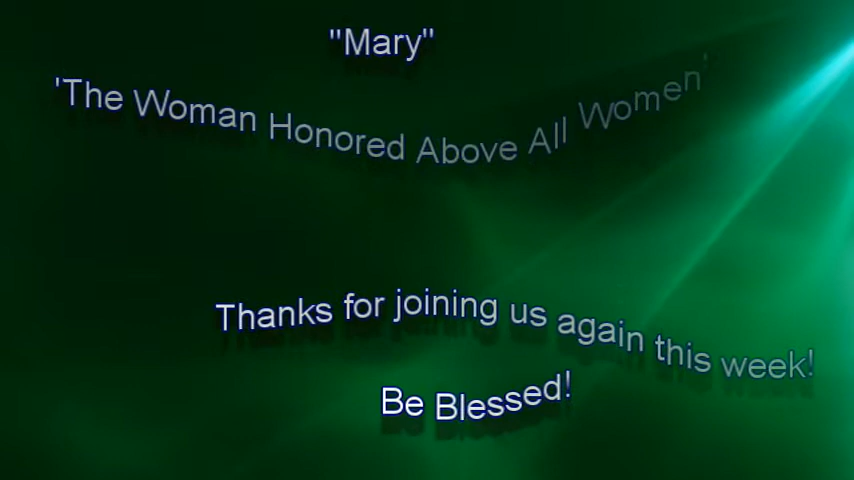 "Mary"
'The Woman Honored Above All Women'
Thanks for joining us again this week!
Be Blessed!